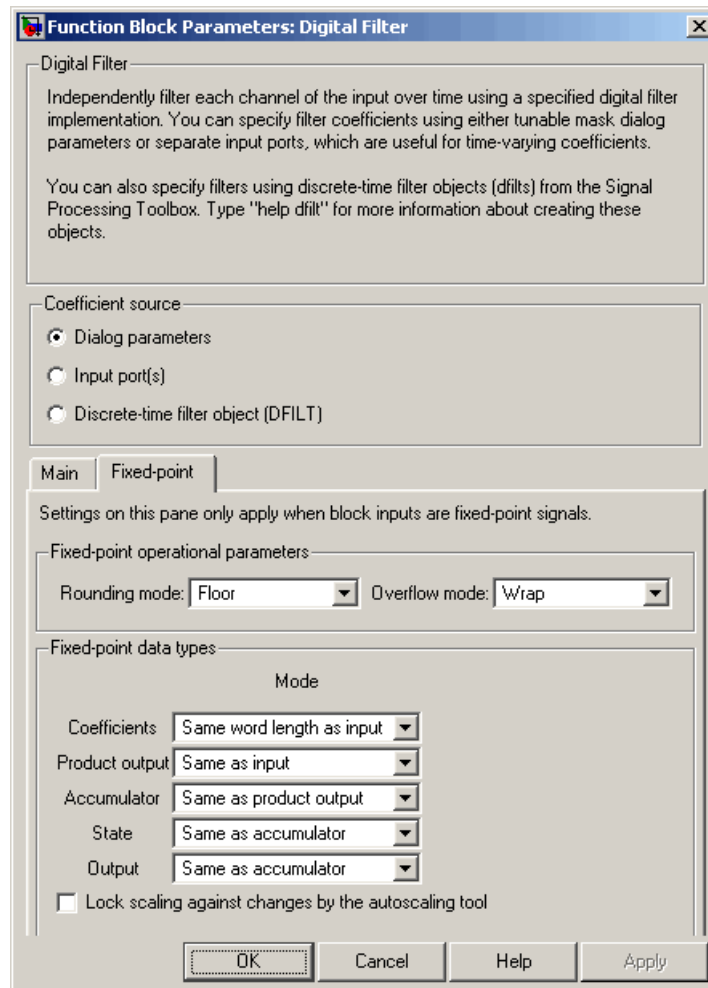 Function Block Parameters: Digital Filter
Digital Filter
Independently filter each channel of the input over time using a specified digital filter
implementation. You can specify filter coefficients using either tunable mask dialog
parameters or separate input ports, which are useful for time-varying coefficients.
You can also specify filters using discrete-time filter objects (dfilts) from the Signal
Processing Toolbox. Type "help dfilt" for more information about creating these
objects.
Coefficient source
Dialog parameters
Input port(s)
Discrete-time filter object (DFILT)
Main Fixed-point
Settings on this pane only apply when block inputs are fixed-point signals.
Fixed-point operational parameters
Rounding mode: Floor Overflow mode: Wrap
Fixed-point data types
Mode
Coefficients Same word length as input
Product output Same as input
Accumulator Same as product output
State Same as accumulator
Output Same as accumulator
Lock scaling against changes by the autoscaling tool
OK Cancel Help Apply